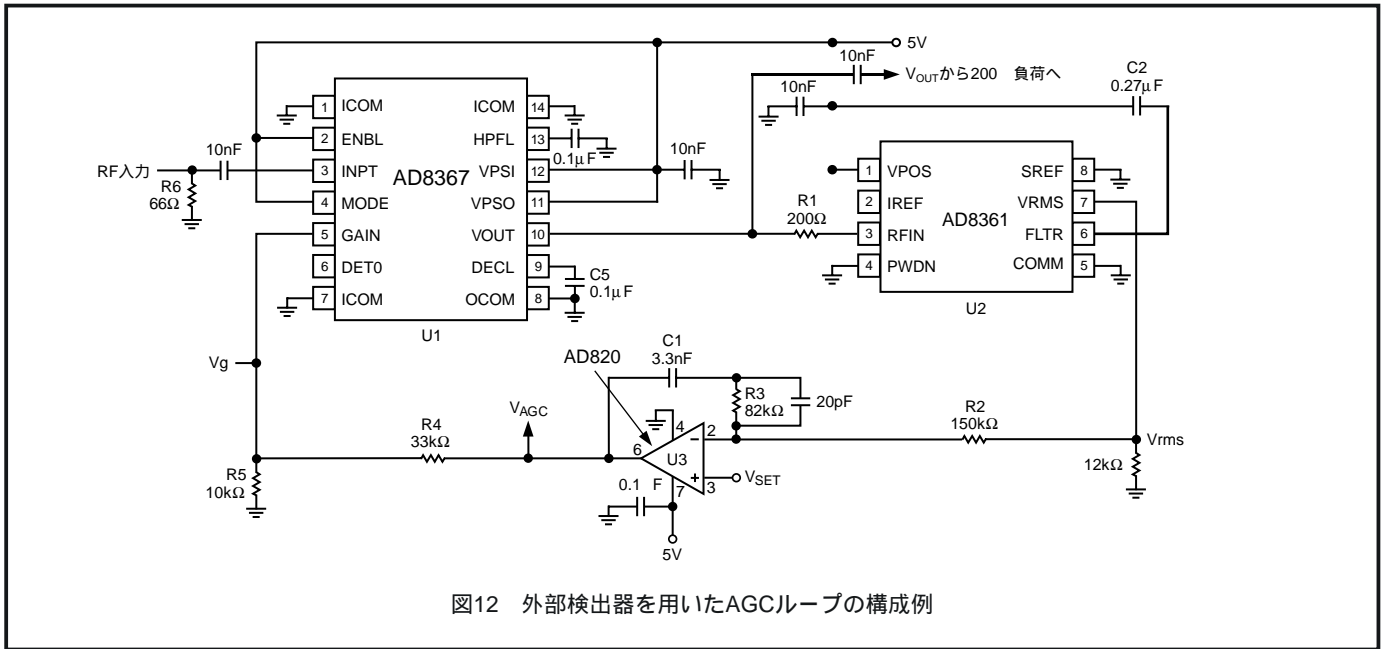 5V
10nF
VOUTから200 負荷へ
C2
0.27μF
10nF
1 ICOM
ICOM 14
2 ENBL
HPFL 13
0.1μF
10nF
RF入力
3 INPT
AD8367
VPSI 12
10nF
R6
66Ω
4 MODE
VPSO 11
5 GAIN
VOUT 10
R1
200Ω
6 DET0
DECL 9
C5
0.1μF
7 ICOM
OCOM 8
U1
1 VPOS
SREF 8
2 IREF
AD8361
VRMS 7
3 RFIN
FLTR 6
4 PWDN
COMM 5
U2
Vg
AD820
C1
3.3nF
R3
82kΩ
20pF
R4
33kΩ
VAGC
4
2
R2
150kΩ
6
U3
−
+
Vrms
R5
10kΩ
3
VSET
12kΩ
0.1 F
7
5V
図12 外部検出器を用いたAGCループの構成例